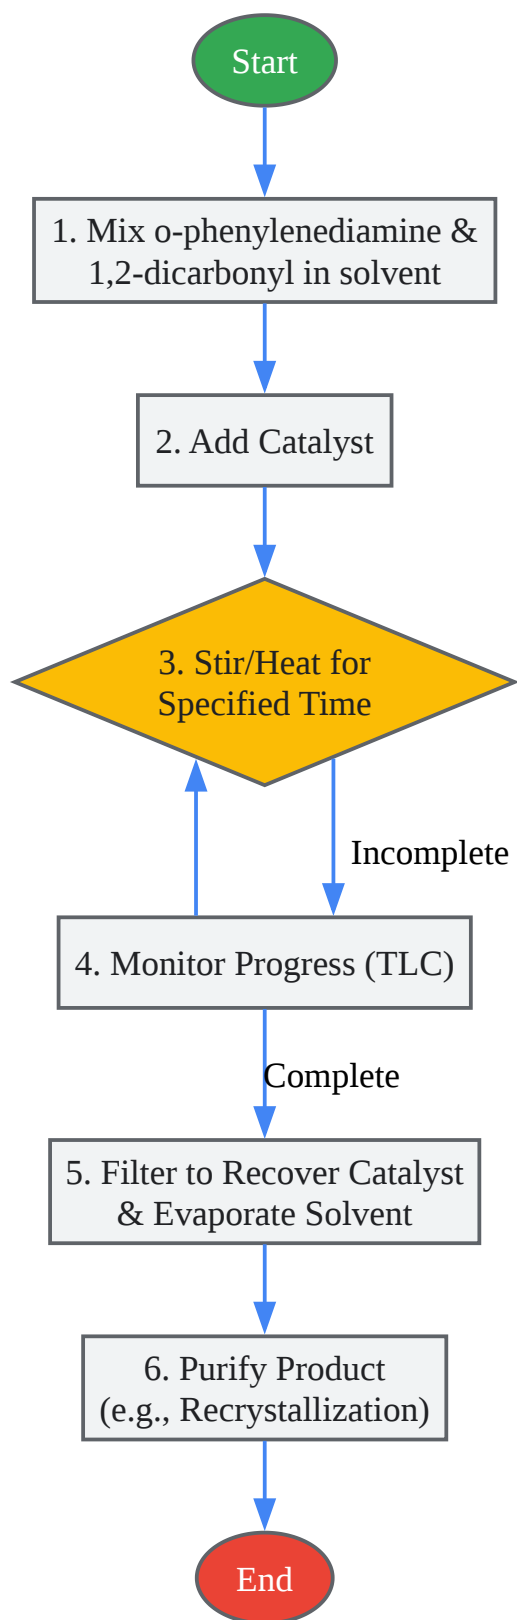 Start
1. Mix o-phenylenediamine &
1,2-dicarbonyl in solvent
2. Add Catalyst
3. Stir/Heat for
Specified Time
Incomplete
4. Monitor Progress (TLC)
Complete
5. Filter to Recover Catalyst
& Evaporate Solvent
6. Purify Product
(e.g., Recrystallization)
End